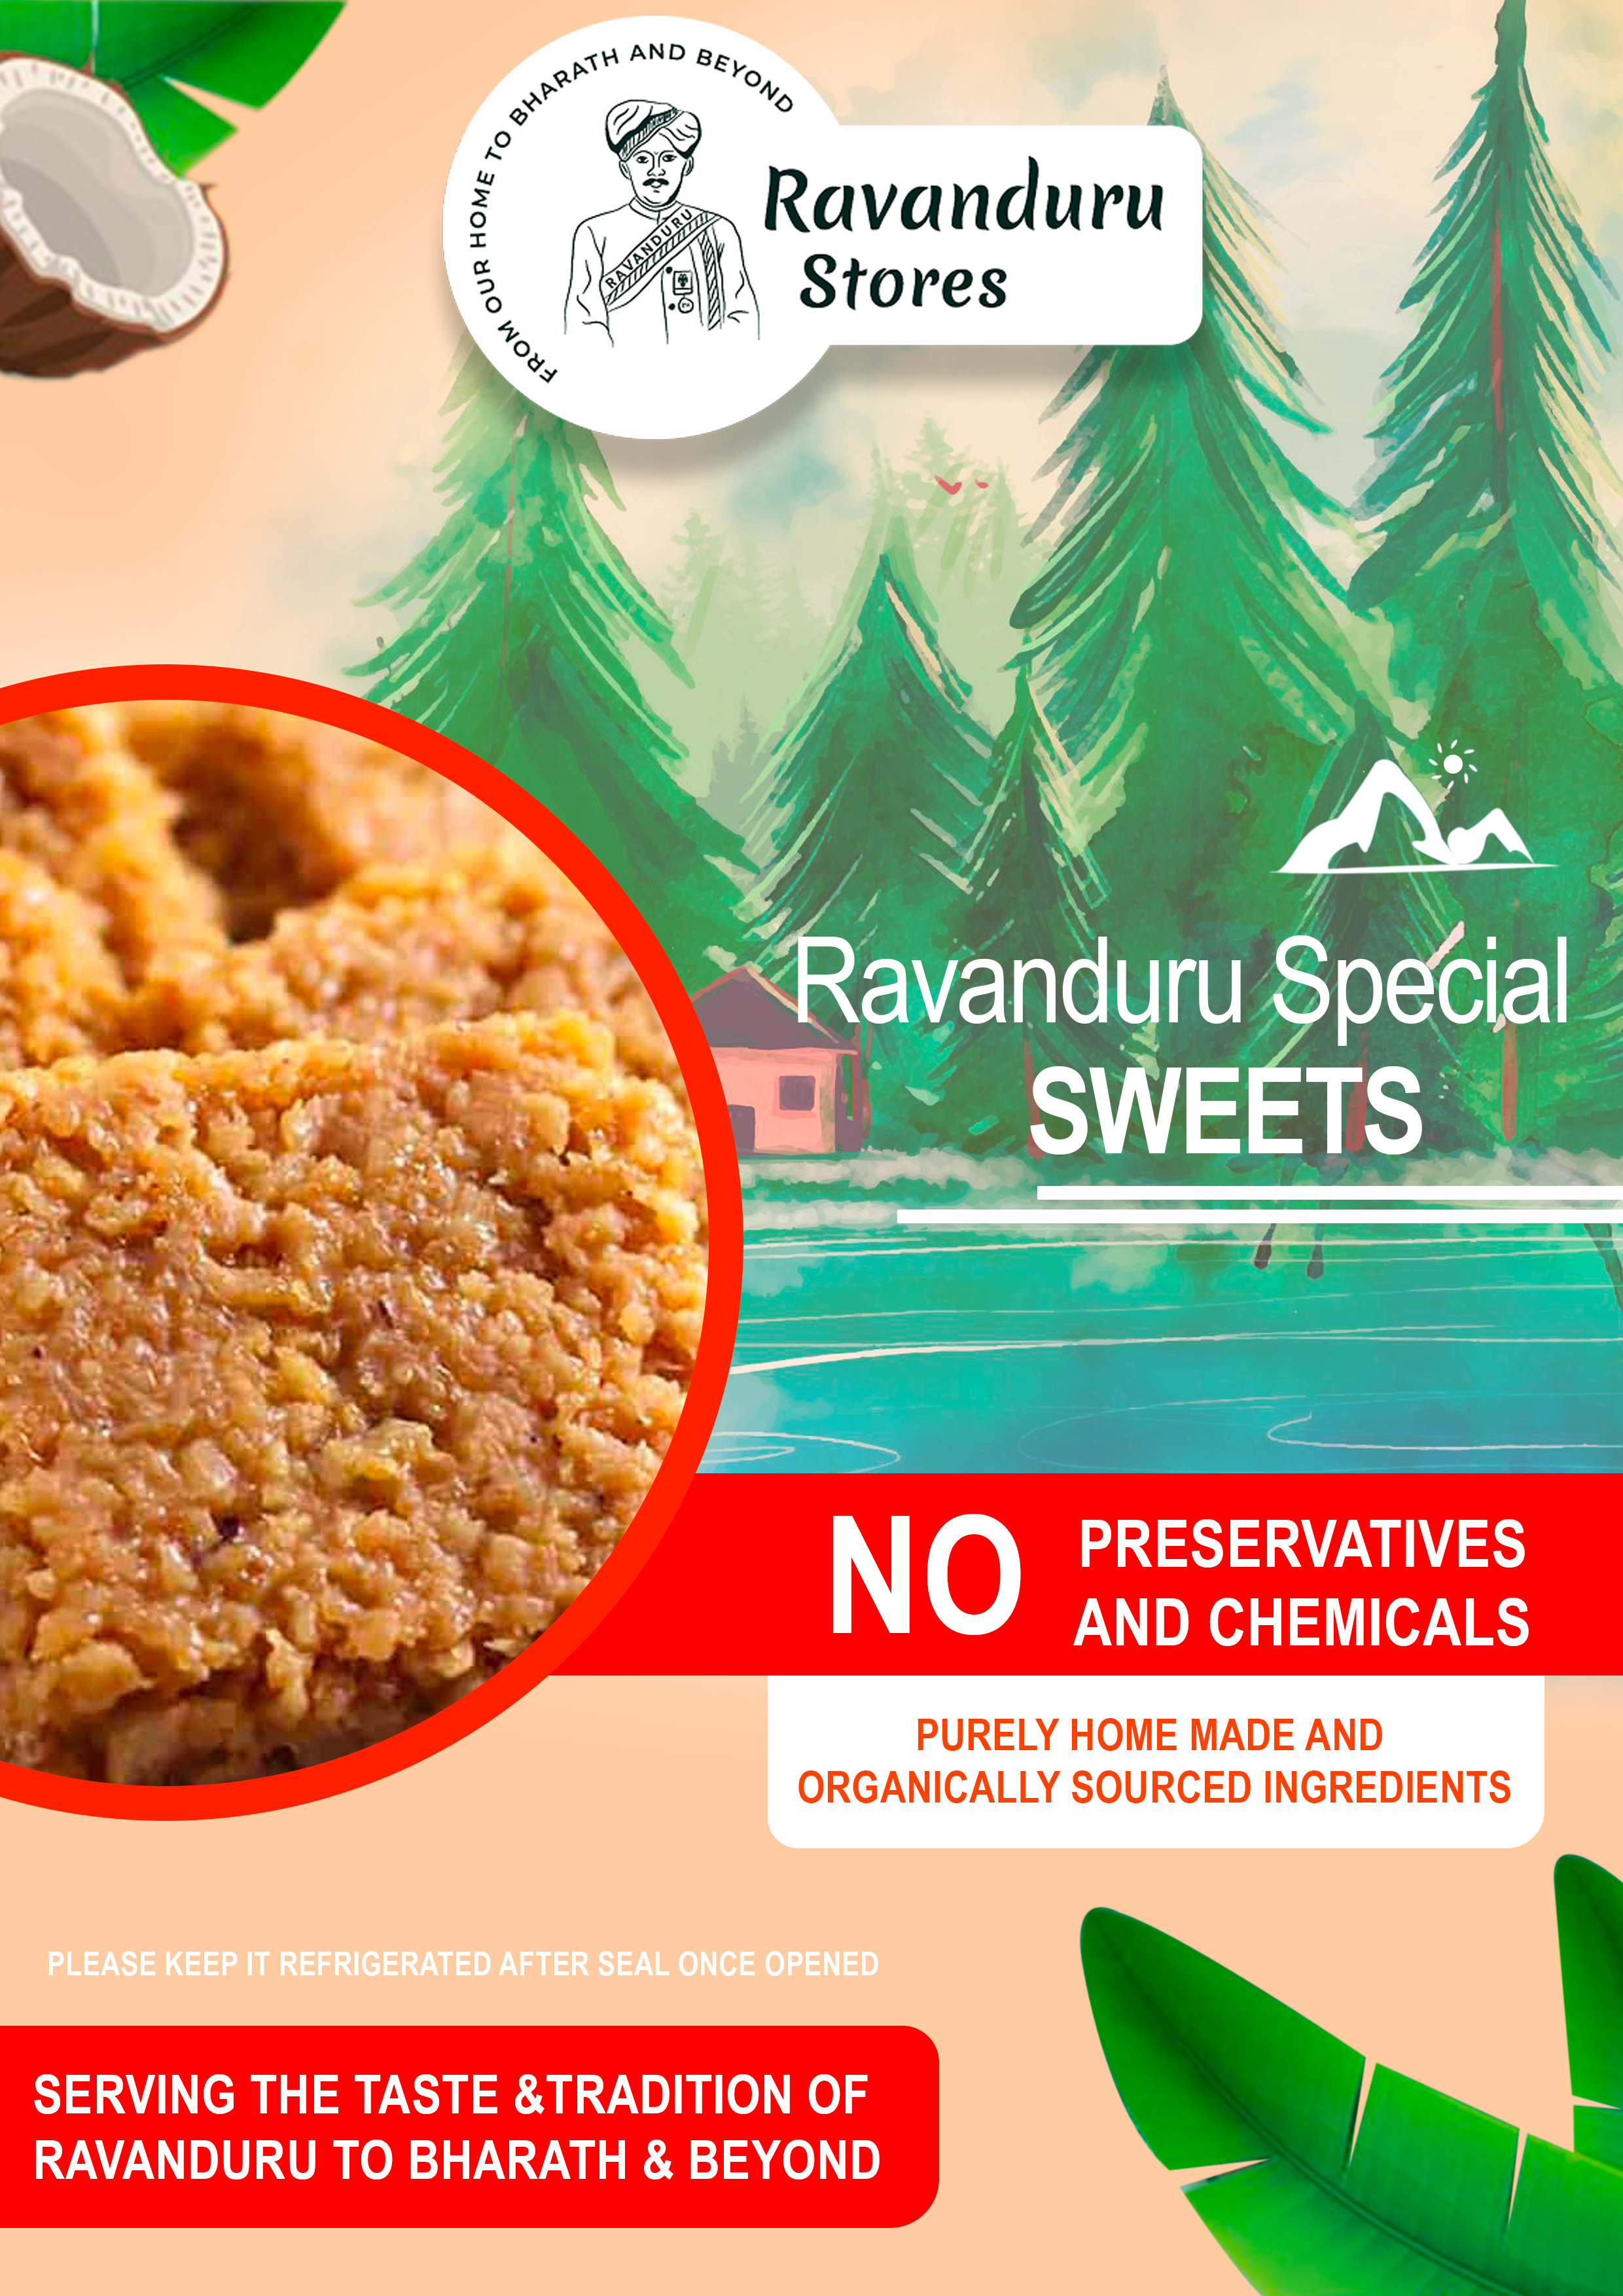 FROM OUR HOME TO BHARATH AND BEYOND
RAVANDURU
Ravanduru
Stores
Ravanduru Special
SWEETS
NO
PRESERVATIVES
AND CHEMICALS
PURELY HOME MADE AND
ORGANICALLY SOURCED INGREDIENTS
PLEASE KEEP IT REFRIGERATED AFTER SEAL ONCE OPENED
SERVING THE TASTE &TRADITION OF
RAVANDURU TO BHARATH & BEYOND